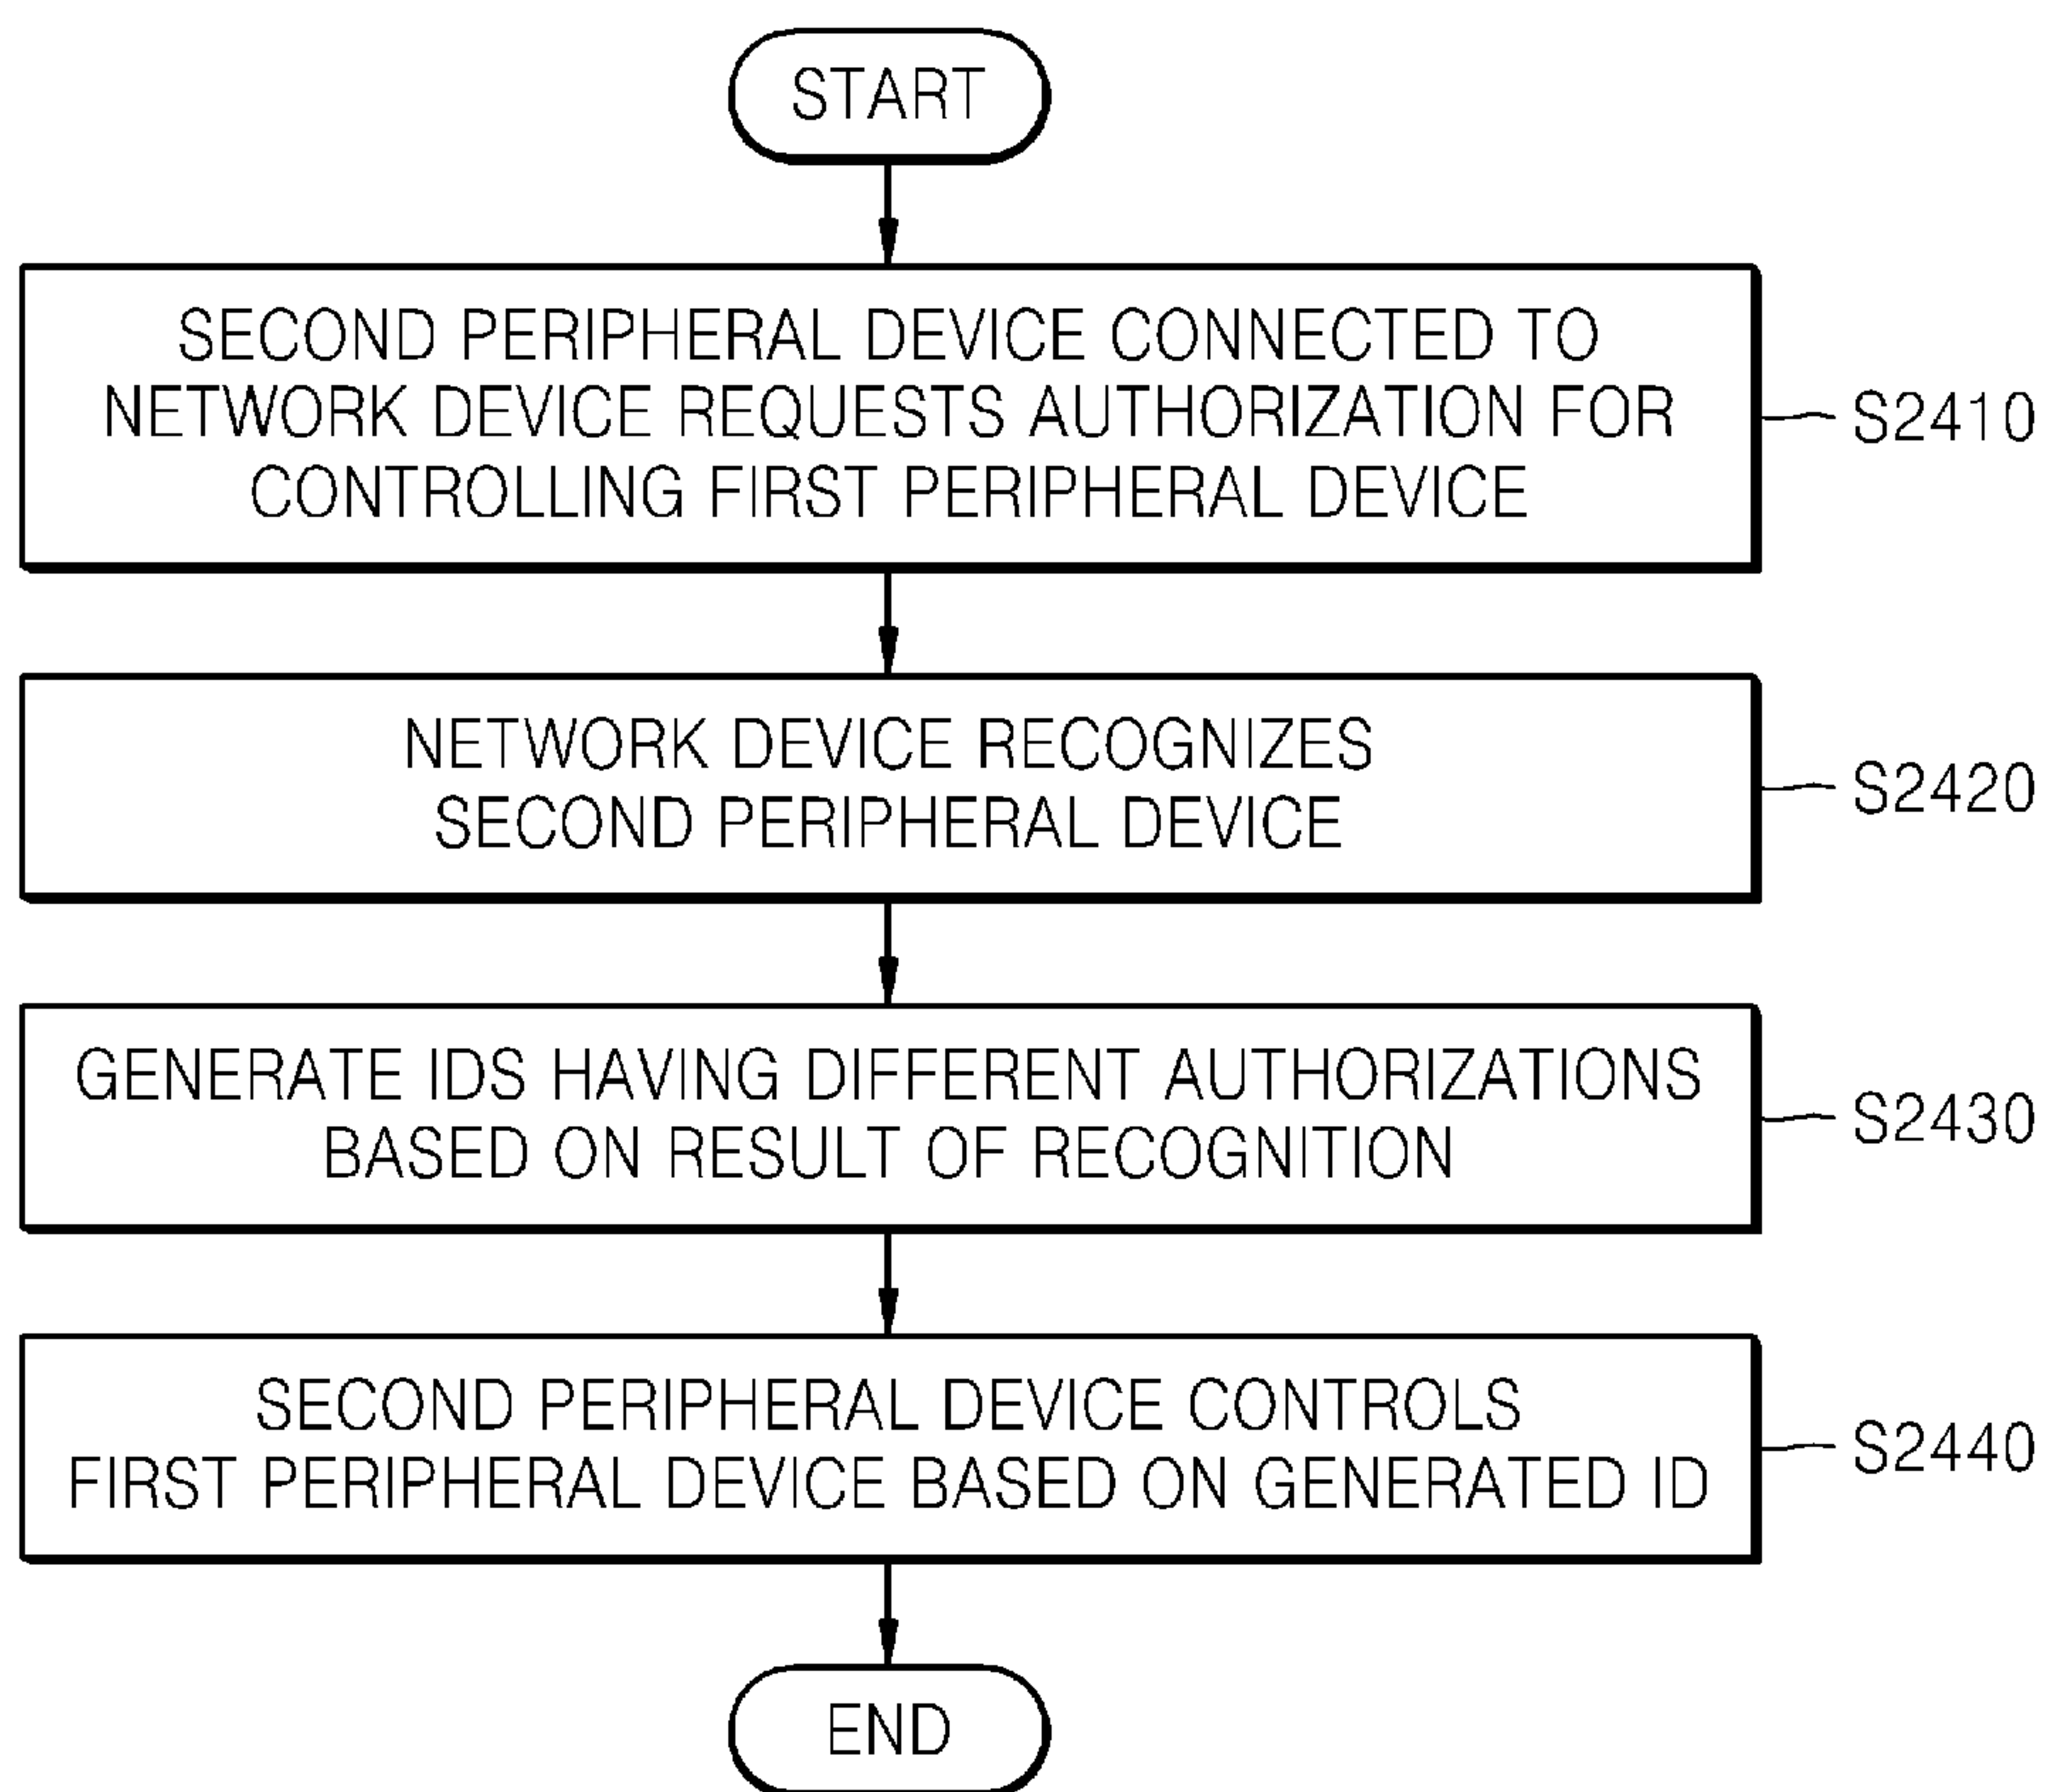 START
SECOND PERIPHERAL DEVICE CONNECTED TO
NETWORK DEVICE REQUESTS AUTHORIZATION FOR
CONTROLLING FIRST PERIPHERAL DEVICE
S2410
NETWORK DEVICE RECOGNIZES
SECOND PERIPHERAL DEVICE
S2420
GENERATE IDS HAVING DIFFERENT AUTHORIZATIONS
BASED ON RESULT OF RECOGNITION
S2430
SECOND PERIPHERAL DEVICE CONTROLS
FIRST PERIPHERAL DEVICE BASED ON GENERATED ID
S2440
END